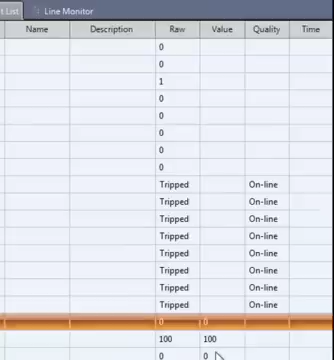 t List Line Monitor
Name Description Raw Value Quality Time
0
0
1
0
0
0
0
0
Tripped On-line
Tripped On-line
Tripped On-line
Tripped On-line
Tripped On-line
Tripped On-line
Tripped On-line
Tripped On-line
0 0
100 100
0 0